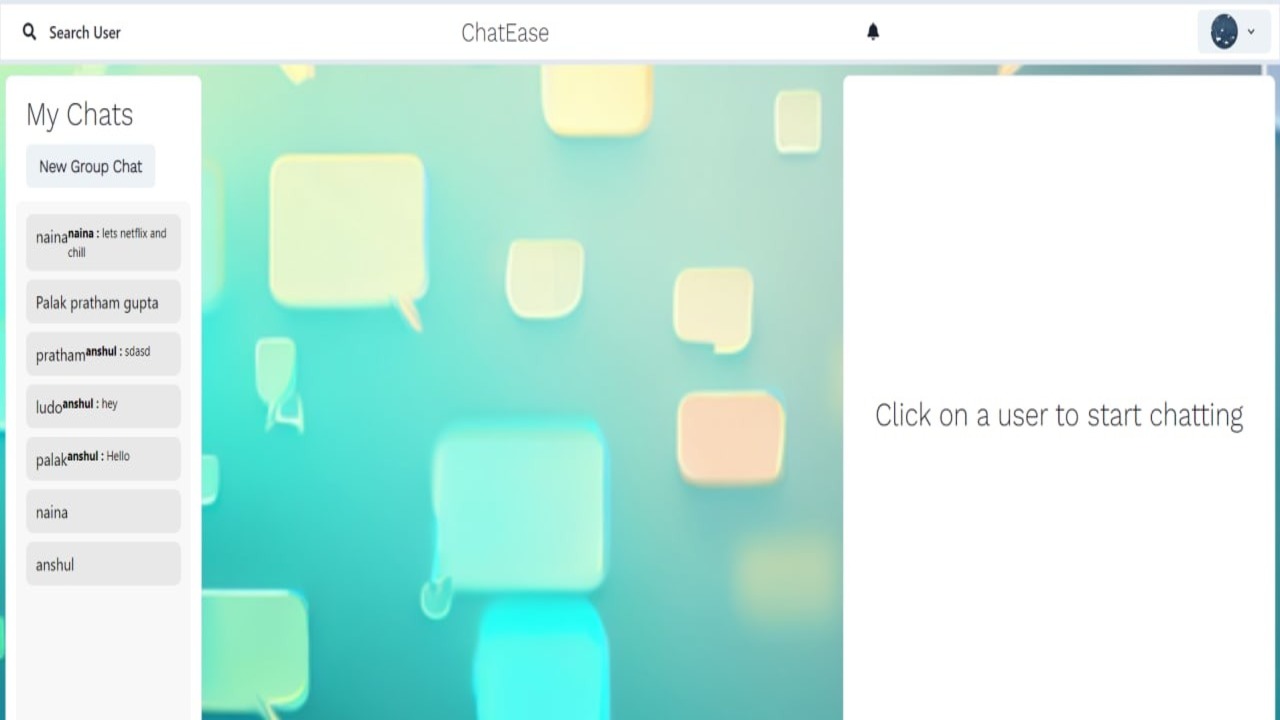 Search User
ChatEase
My Chats
New Group Chat
naina naina : lets netflix and
chill
Palak pratham gupta
pratham anshul : sdasd
ludo anshul : hey
palak anshul : Hello
naina
anshul
Click on a user to start chatting